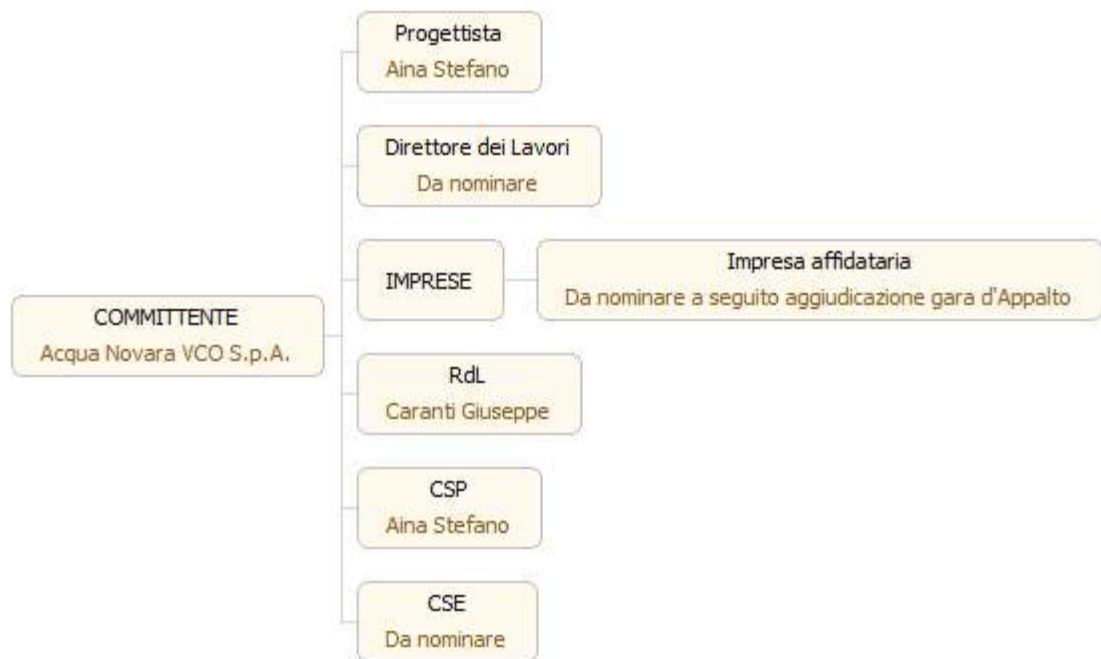 Progettista
Aina Stefano
Direttore dei Lavori
Da nominare
IMPRESE
Impresa affidataria
Da nominare a seguito aggiudicazione gara d'Appalto
COMMITTENTE
Acqua Novara VCO S.p.A.
RdL
Caranti Giuseppe
CSP
Aina Stefano
CSE
Da nominare